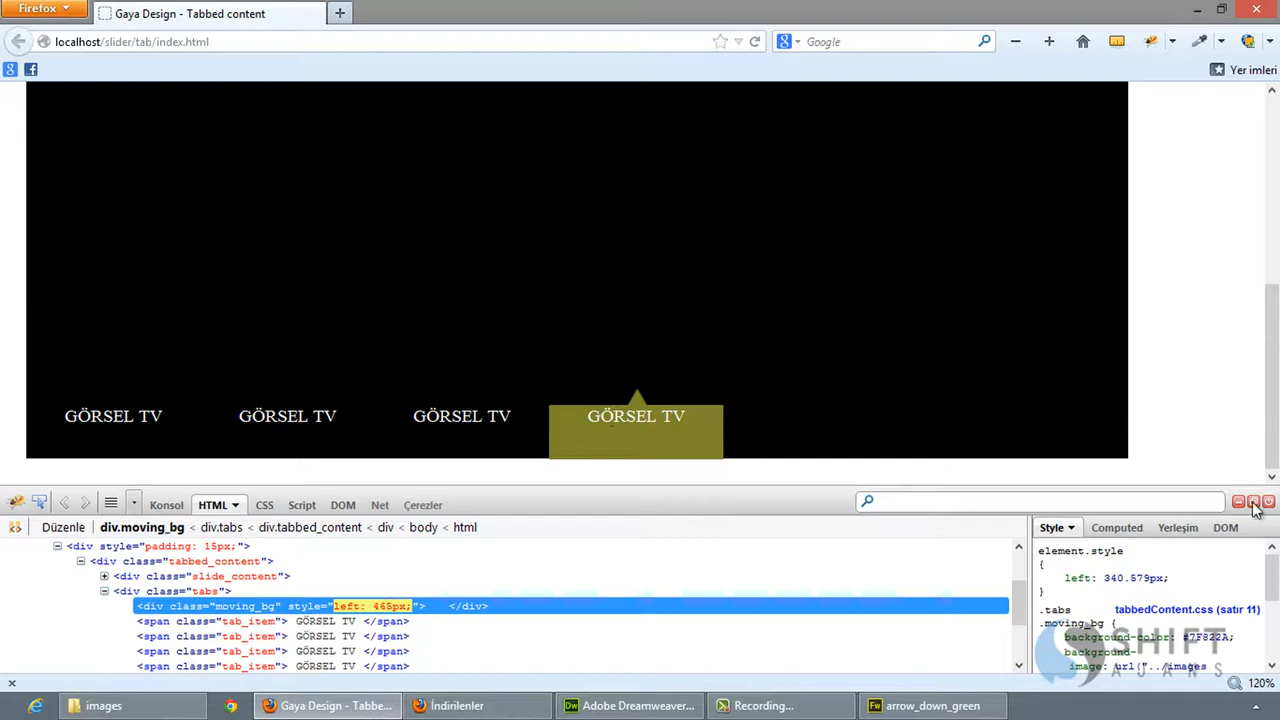 Firefox
Gaya Design - Tabbed content
localhost/slider/tab/index.html
Google
Yer imleri
GÖRSEL TV GÖRSEL TV GÖRSEL TV GÖRSEL TV
Konsol HTML CSS Script DOM Net Çerezler
Düzenle div.moving_bg < div.tabs < div.tabbed_content < div < body < html
Style Computed Yerleşim DOM
<div style="padding: 15px;">
<div class="tabbed_content">
<div class="slide_content">
<div class="tabs">
<div class="moving_bg" style="left: 465px;"> </div>
<span class="tab_item"> GÖRSEL TV </span>
<span class="tab_item"> GÖRSEL TV </span>
<span class="tab_item"> GÖRSEL TV </span>
<span class="tab_item"> GÖRSEL TV </span>
element.style
{
left: 340.579px;
}
.tabs tabbedContent.css (satır 11)
.moving_bg {
background-color: #7F822A;
background-
image: url("../images
SHIFT
AJANS
120%
images
Gaya Design - Tabbe...
İndirilenler
Adobe Dreamweaver...
Recording...
arrow_down_green